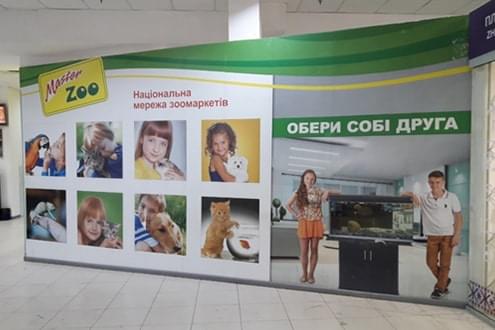 Master
ZOO
Національна
мережа зоомаркетів
ОБЕРИ СОБІ ДРУГА